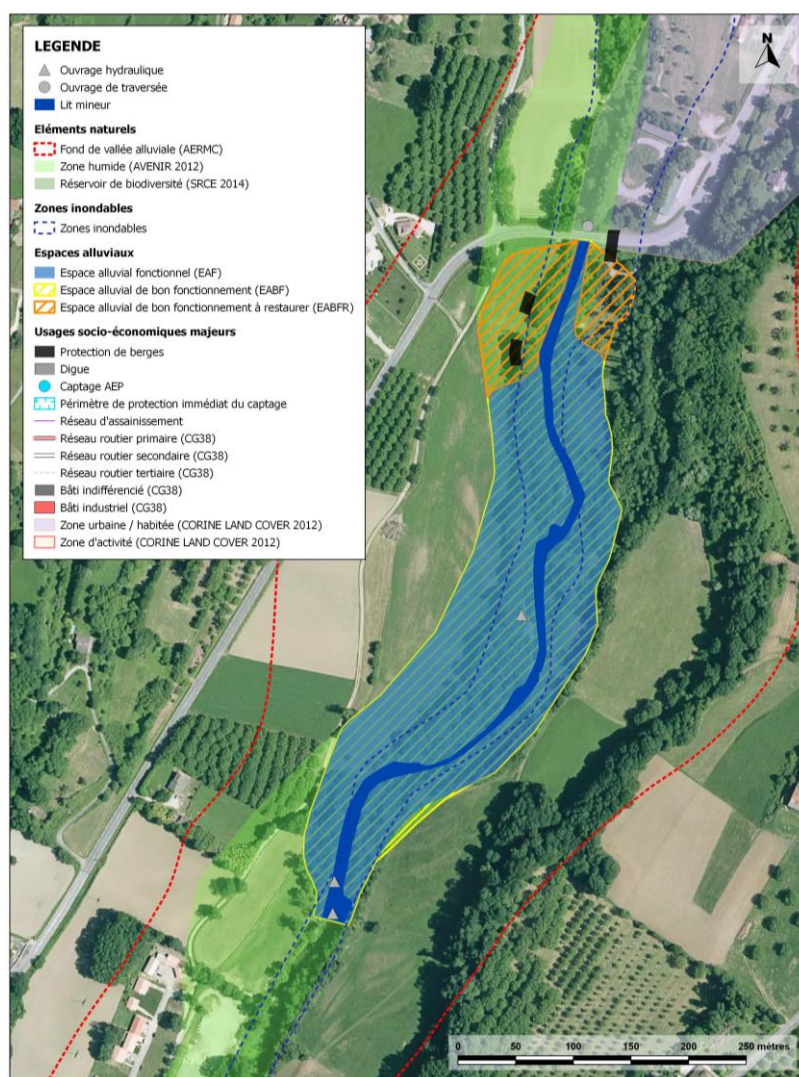 LEGENDE
Ouvrage hydraulique
Ouvrage de traversée
Lit mineur
Eléments naturels
Fond de vallée alluviale (AERMC)
Zone humide (AVENIR 2012)
Réservoir de biodiversité (SRCE 2014)
Zones inondables
Zones inondables
Espaces alluviaux
Espace alluvial fonctionnel (EAF)
Espace alluvial de bon fonctionnement (EABF)
Espace alluvial de bon fonctionnement à restaurer (EABFR)
Usages socio-économiques majeurs
Protection de berges
Digue
Captage AEP
Périmètre de protection immédiat du captage
Réseau d'assainissement
Réseau routier primaire (CG38)
Réseau routier secondaire (CG38)
Réseau routier tertiaire (CG38)
Bâti indifférencié (CG38)
Bâti industriel (CG38)
Zone urbaine / habitée (CORINE LAND COVER 2012)
Zone d'activité (CORINE LAND COVER 2012)
N
0 50 100 150 200 250 mètres